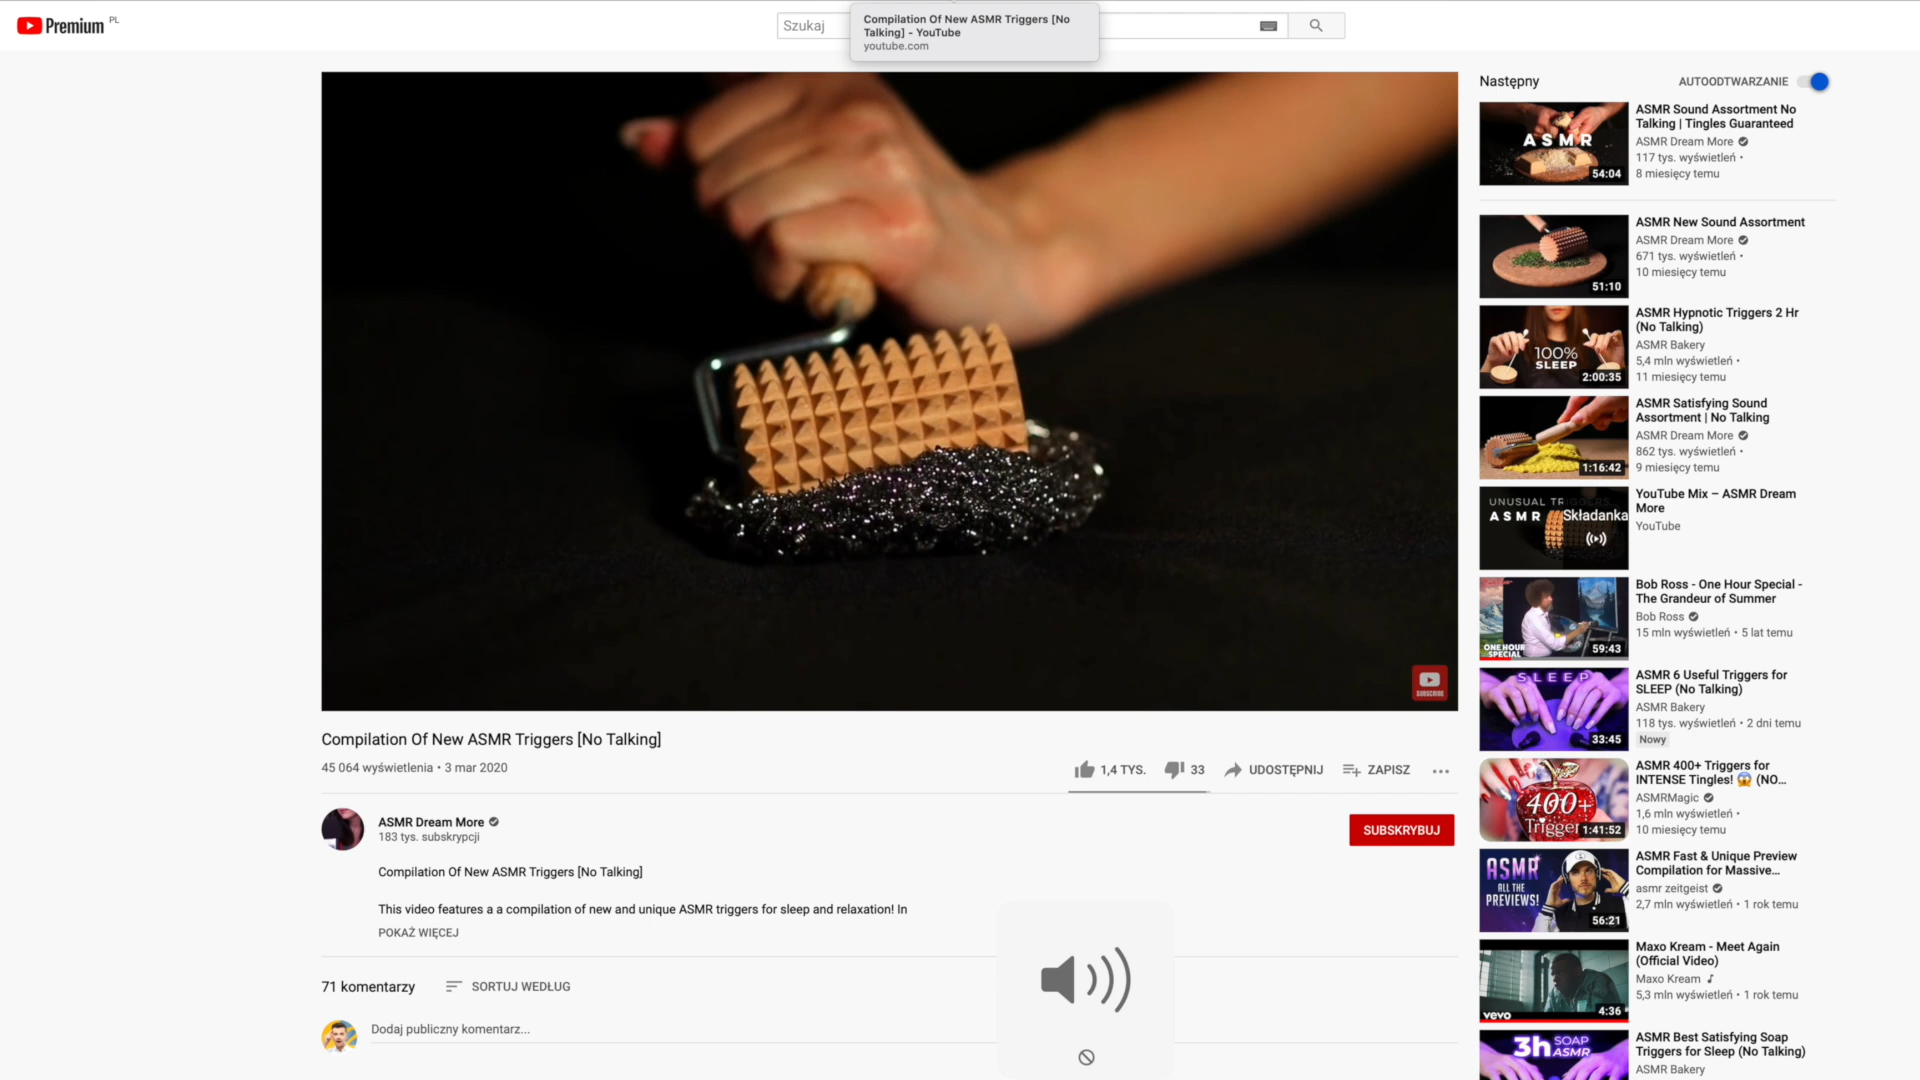 Premium PL
Szukaj
Compilation Of New ASMR Triggers [No
Talking] - YouTube
youtube.com
SUBSCRIBE
Compilation Of New ASMR Triggers [No Talking]
45 064 wyświetlenia • 3 mar 2020
1,4 TYS.
33
UDOSTĘPNIJ
ZAPISZ
ASMR Dream More
183 tys. subskrypcji
SUBSKRYBUJ
Compilation Of New ASMR Triggers [No Talking]
This video features a a compilation of new and unique ASMR triggers for sleep and relaxation! In
POKAŻ WIĘCEJ
71 komentarzy
SORTUJ WEDŁUG
Dodaj publiczny komentarz...
Następny
AUTOODTWARZANIE
ASMR
54:04
ASMR Sound Assortment No
Talking | Tingles Guaranteed
ASMR Dream More
117 tys. wyświetleń •
8 miesięcy temu
51:10
ASMR New Sound Assortment
ASMR Dream More
671 tys. wyświetleń •
10 miesięcy temu
100%
SLEEP
2:00:35
ASMR Hypnotic Triggers 2 Hr
(No Talking)
ASMR Bakery
5,4 mln wyświetleń •
11 miesięcy temu
1:16:42
ASMR Satisfying Sound
Assortment | No Talking
ASMR Dream More
862 tys. wyświetleń •
9 miesięcy temu
UNUSUAL TRIGGERS
ASMR
Składanka
YouTube Mix – ASMR Dream
More
YouTube
ONE HOUR
SPECIAL
59:43
Bob Ross - One Hour Special -
The Grandeur of Summer
Bob Ross
15 mln wyświetleń • 5 lat temu
SLEEP
33:45
ASMR 6 Useful Triggers for
SLEEP (No Talking)
ASMR Bakery
118 tys. wyświetleń • 2 dni temu
Nowy
400+
Trigger
1:41:52
ASMR 400+ Triggers for
INTENSE Tingles! 😱 (NO...
ASMRMagic
1,6 mln wyświetleń •
10 miesięcy temu
ASMR
ALL THE
PREVIEWS!
56:21
ASMR Fast & Unique Preview
Compilation for Massive...
asmr zeitgeist
2,7 mln wyświetleń • 1 rok temu
vevo
4:36
Maxo Kream - Meet Again
(Official Video)
Maxo Kream
5,3 mln wyświetleń • 1 rok temu
3h SOAP
ASMR
ASMR Best Satisfying Soap
Triggers for Sleep (No Talking)
ASMR Bakery